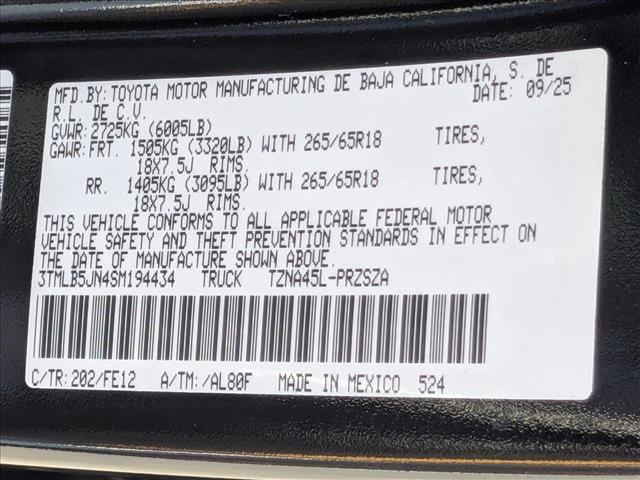 MFD.BY:TOYOTA MOTOR MANUFACTURING DE BAJA CALIFORNIA, S. DE
R.L. DE C.V. DATE: 09/25
GVWR:2725KG (6005LB)
GAWR:FRT. 1505KG (3320LB) WITH 265/65R18 TIRES,
18X7.5J RIMS.
RR. 1405KG (3095LB) WITH 265/65R18 TIRES,
18X7.5J RIMS.
THIS VEHICLE CONFORMS TO ALL APPLICABLE FEDERAL MOTOR
VEHICLE SAFETY AND THEFT PREVENTION STANDARDS IN EFFECT ON
THE DATE OF MANUFACTURE SHOWN ABOVE.
3TMLB5JN4SM194434 TRUCK TZNA45L-PRZSZA
C/TR:202/FE12 A/TM:/AL80F MADE IN MEXICO 524